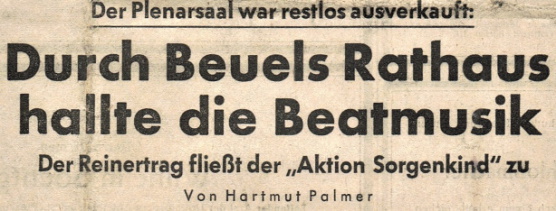 Der Plenarsaal war restlos ausverkauft:
Durch Beuels Rathaus
hallte die Beatmusik
Der Reinertrag fließt der „Aktion Sorgenkind" zu
Von Hartmut Palmer